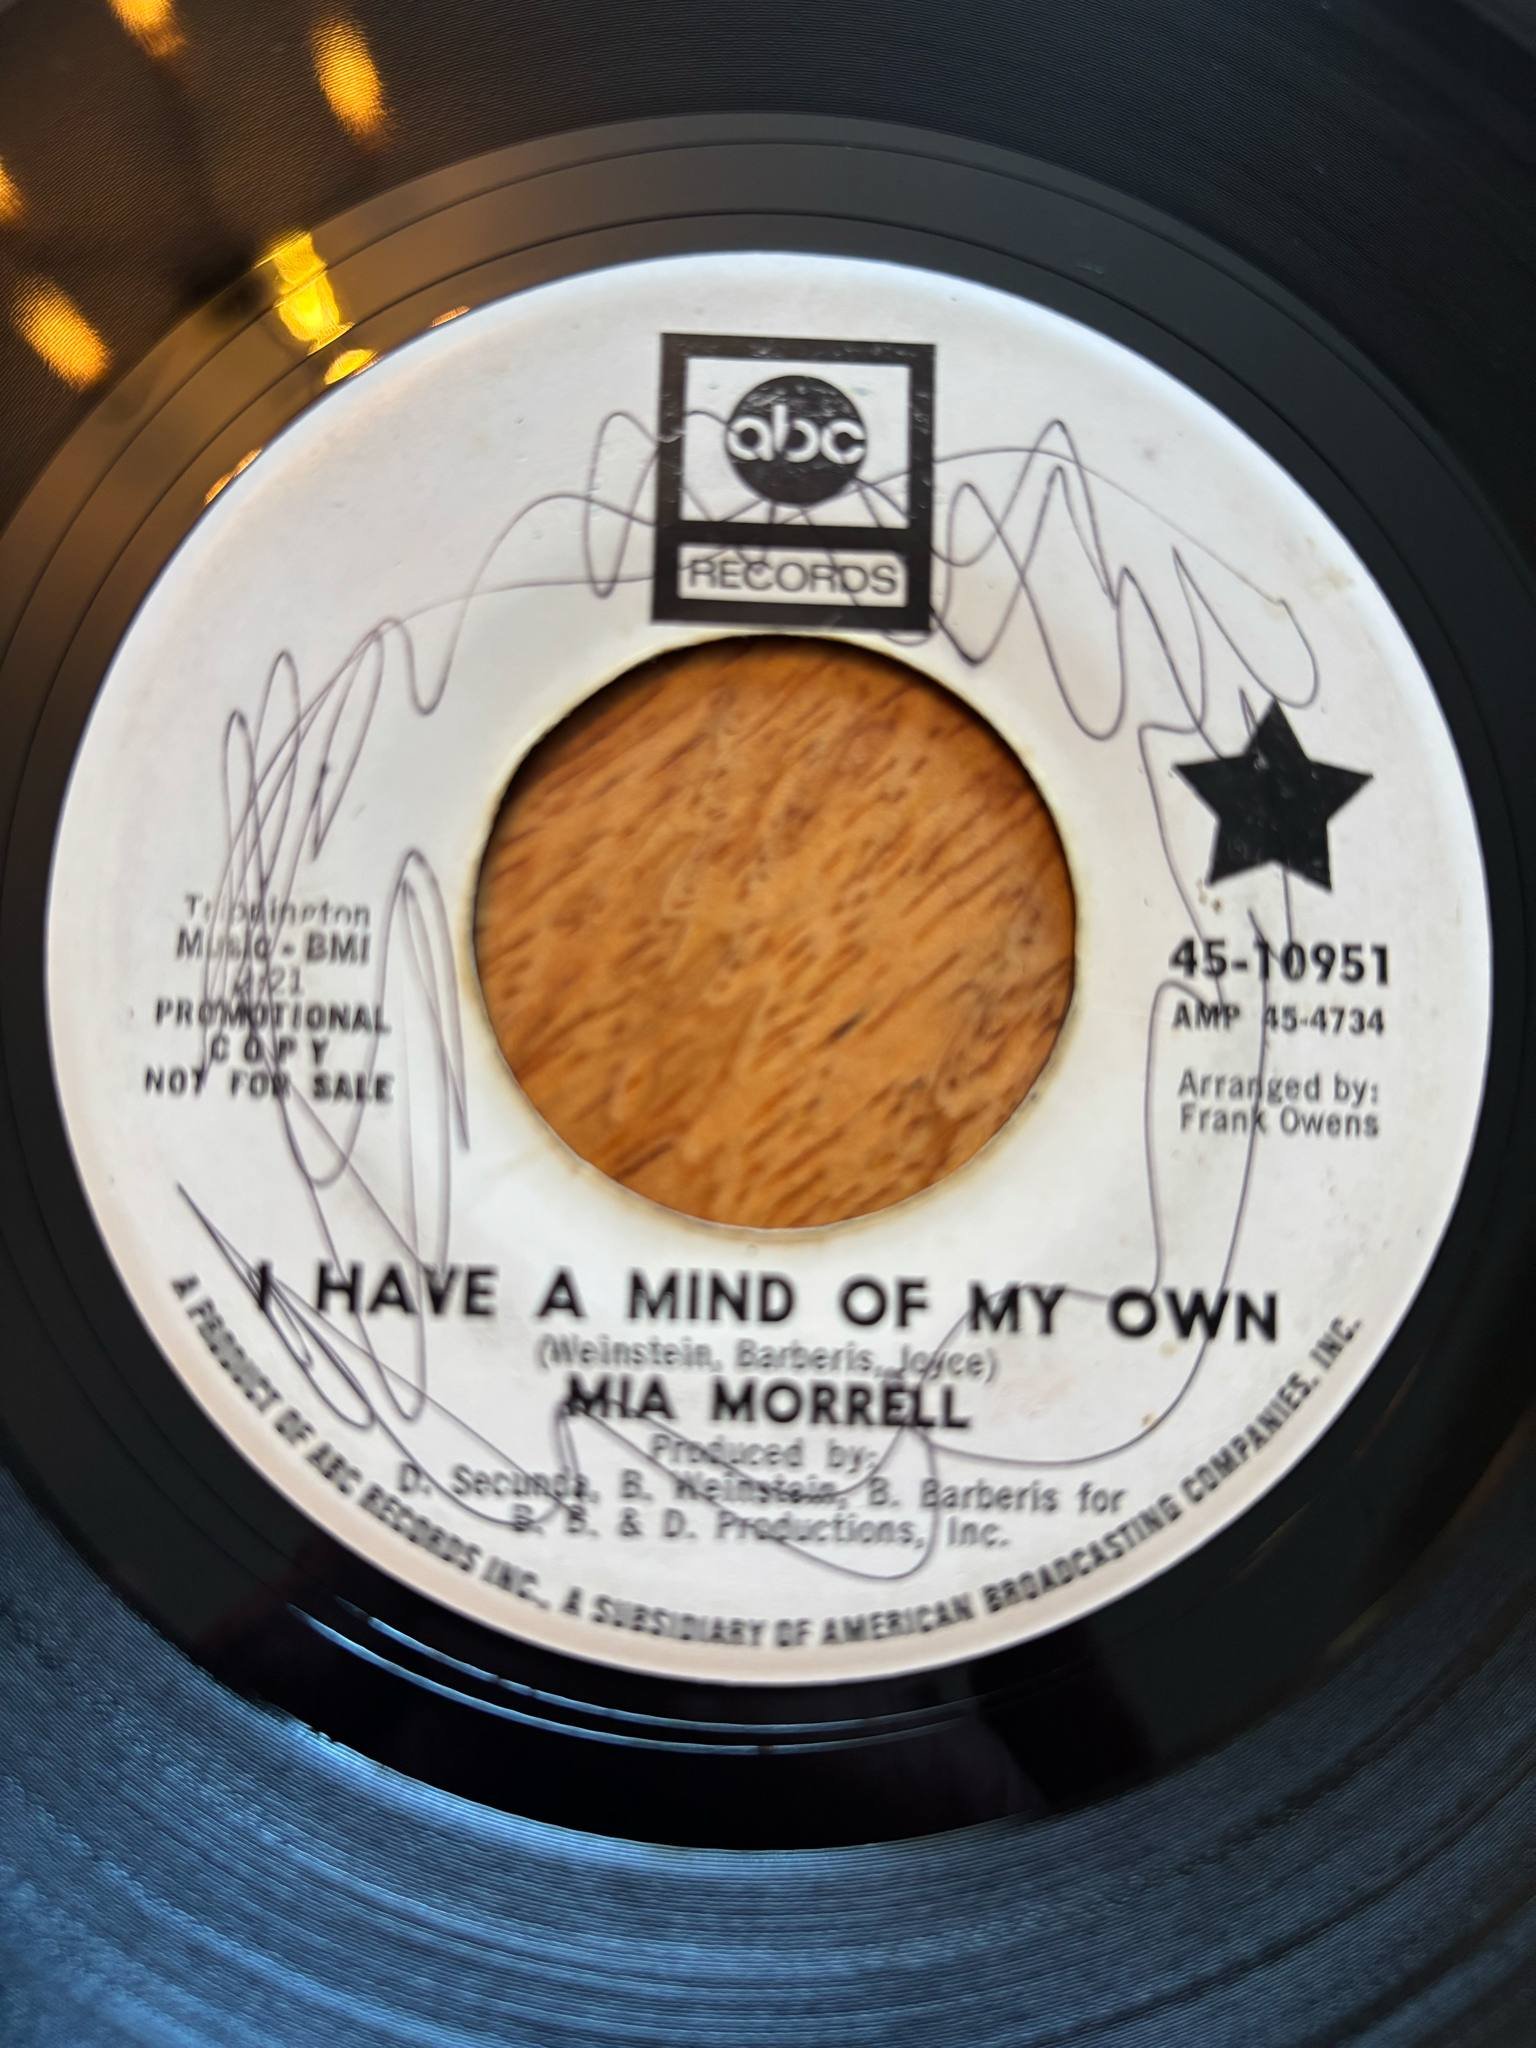 abc
RECORDS
Music - BMI
PROMOTIONAL
COPY
NOT FOR SALE
45-10951
AMP 45-4734
Arranged by:
Frank Owens
I HAVE A MIND OF MY OWN
(Weinstein, Barberis, Joyce)
MIA MORRELL
Produced by:
D. Secunda, B. Weinstein, B. Barberis for
B. B. & D. Productions, Inc.
A PRODUCT OF ABC RECORDS INC., A SUBSIDIARY OF AMERICAN BROADCASTING COMPANIES, INC.